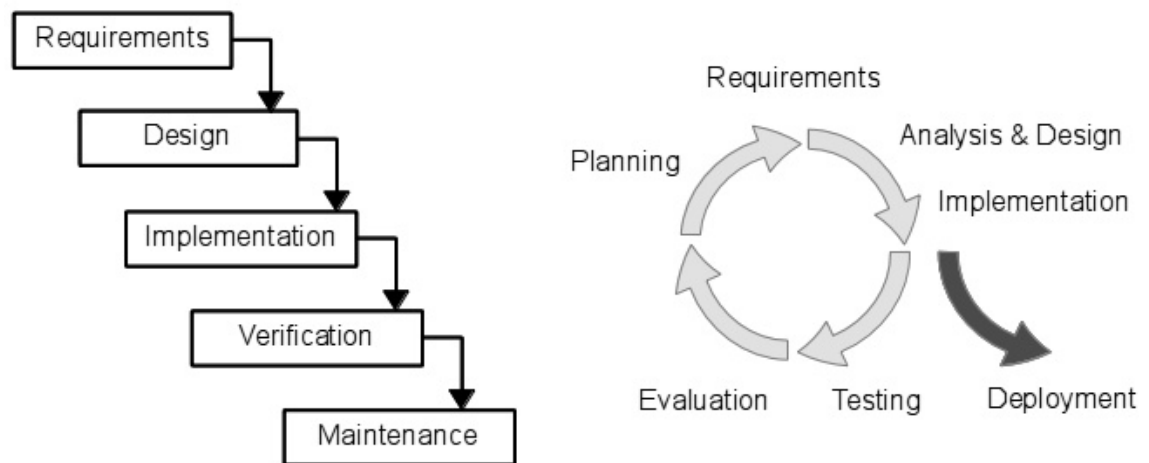 Requirements
Design
Implementation
Verification
Maintenance
Requirements
Analysis & Design
Planning
Implementation
Evaluation
Testing
Deployment